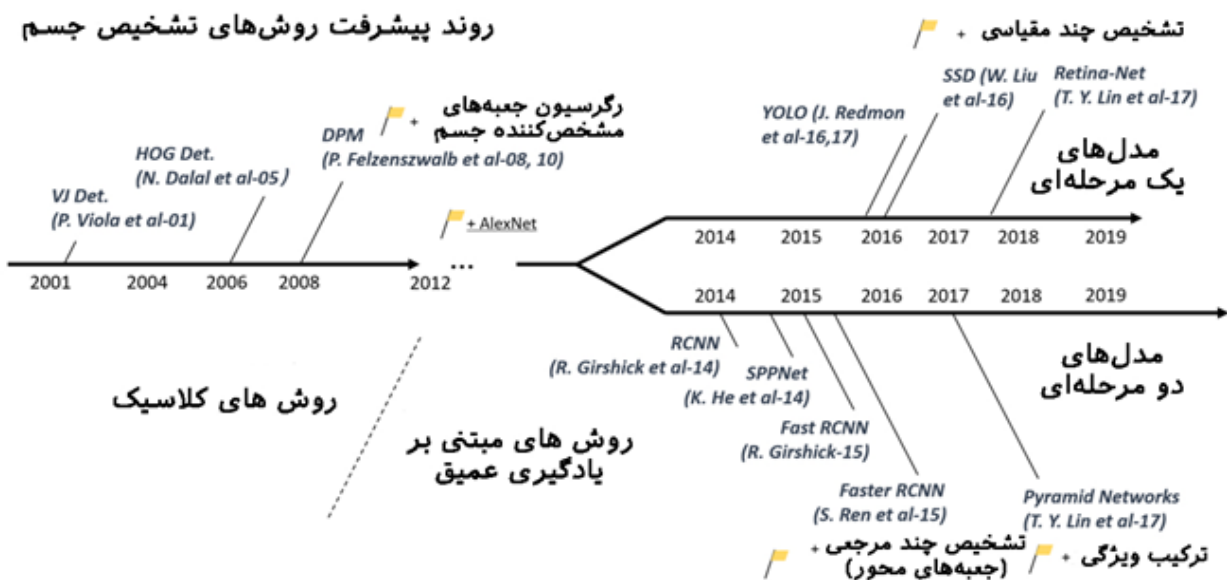 روند پیشرفت روش‌های تشخیص جسم
+ تشخیص چند مقیاسی
SSD (W. Liu
et al-16)
Retina-Net
(T. Y. Lin et al-17)
YOLO (J. Redmon
et al-16,17)
+ رگرسیون جعبه‌های
مشخص‌کننده جسم
DPM
(P. Felzenszwalb et al-08, 10)
HOG Det.
(N. Dalal et al-05)
VJ Det.
(P. Viola et al-01)
مدل‌های
یک مرحله‌ای
+ AlexNet
...
2014 2015 2016 2017 2018 2019
2001 2004 2006 2008 2012
2014 2015 2016 2017 2018 2019
مدل‌های
دو مرحله‌ای
RCNN
(R. Girshick et al-14)
SPPNet
(K. He et al-14)
Fast RCNN
(R. Girshick-15)
Faster RCNN
(S. Ren et al-15)
Pyramid Networks
(T. Y. Lin et al-17)
روش های کلاسیک
روش های مبتنی بر
یادگیری عمیق
+ تشخیص چند مرجعی
(جعبه‌های محور)
+ ترکیب ویژگی